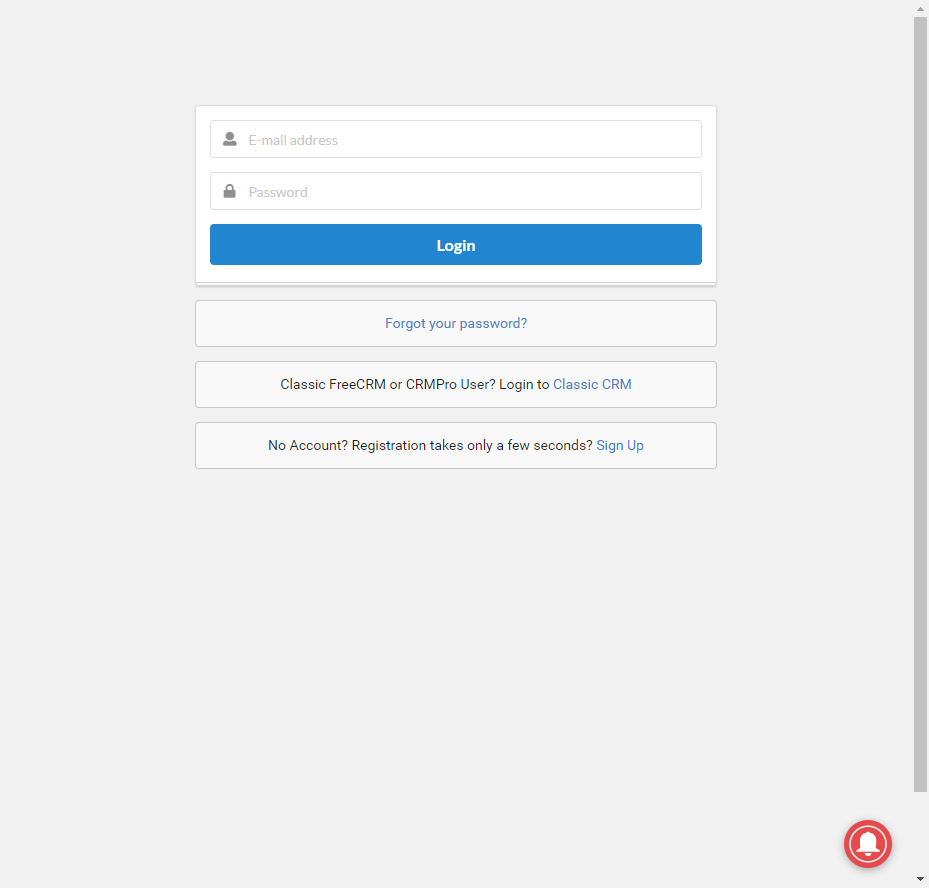 E-mail address
Password
Login
Forgot your password?
Classic FreeCRM or CRMPro User? Login to Classic CRM
No Account? Registration takes only a few seconds? Sign Up